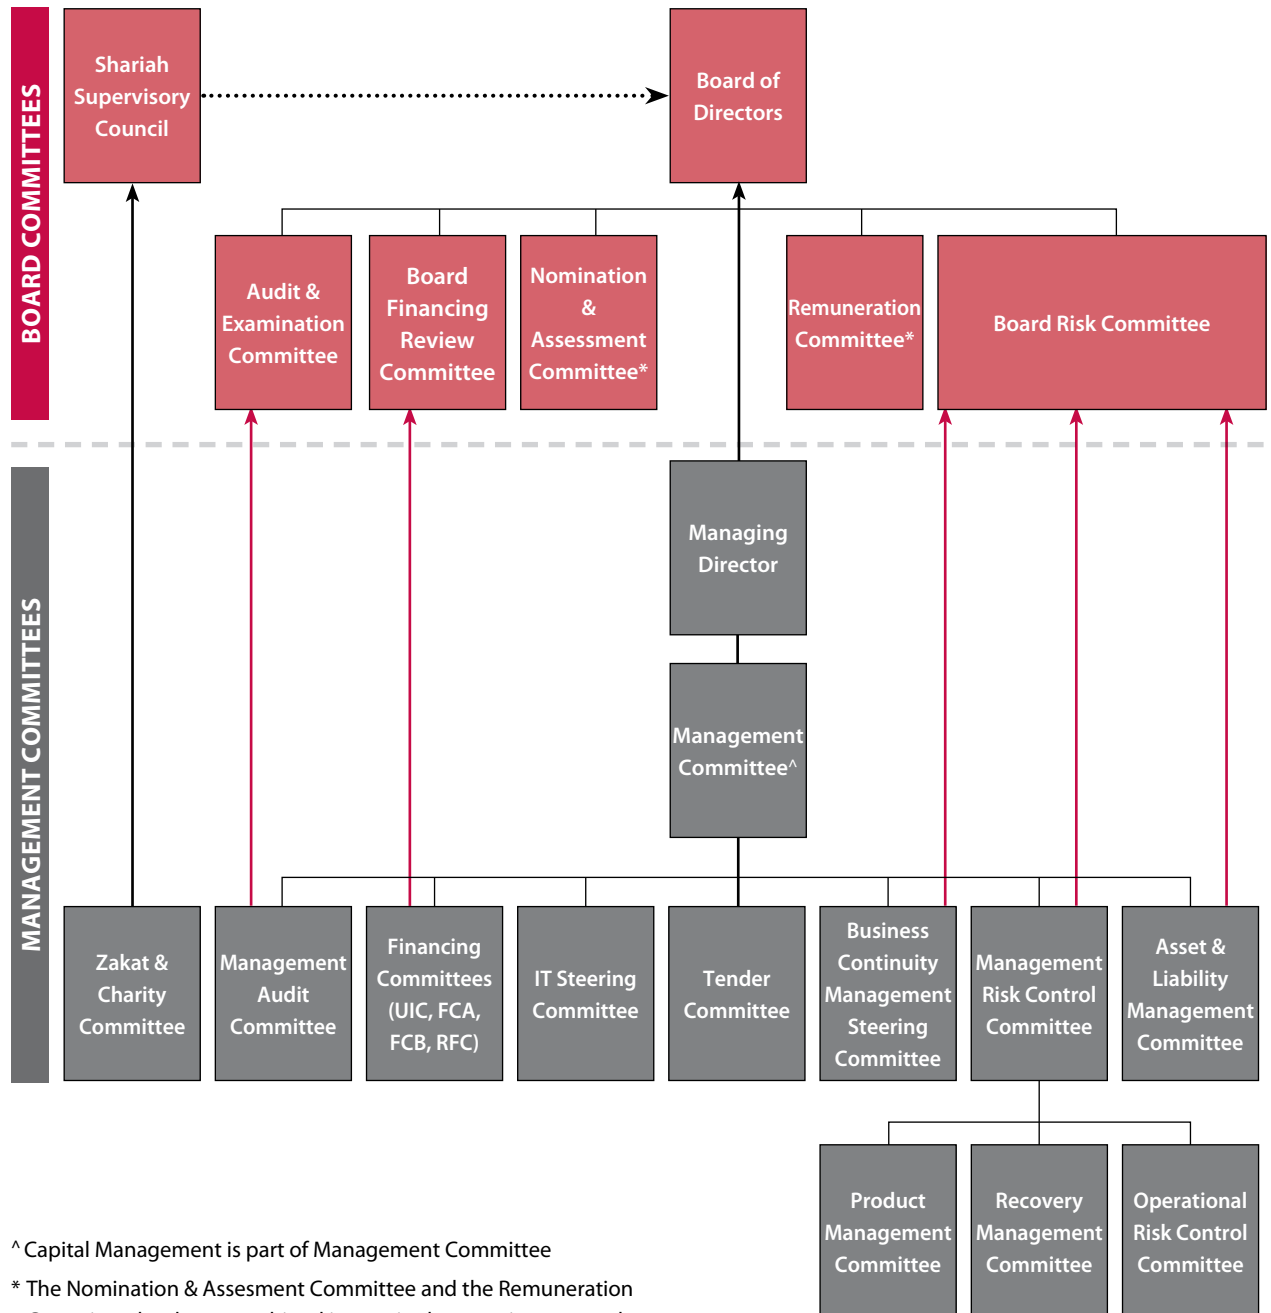 BOARD COMMITTEES
Shariah
Supervisory
Council
Board of
Directors
Audit &
Examination
Committee
Board
Financing
Review
Committee
Nomination
&
Assessment
Committee*
Remuneration
Committee*
Board Risk Committee
MANAGEMENT COMMITTEES
Managing
Director
Management
Committee^
Zakat &
Charity
Committee
Management
Audit
Committee
Financing
Committees
(UIC, FCA,
FCB, RFC)
IT Steering
Committee
Tender
Committee
Business
Continuity
Management
Steering
Committee
Management
Risk Control
Committee
Asset &
Liability
Management
Committee
Product
Management
Committee
Recovery
Management
Committee
Operational
Risk Control
Committee
^ Capital Management is part of Management Committee
* The Nomination & Assesment Committee and the Remuneration